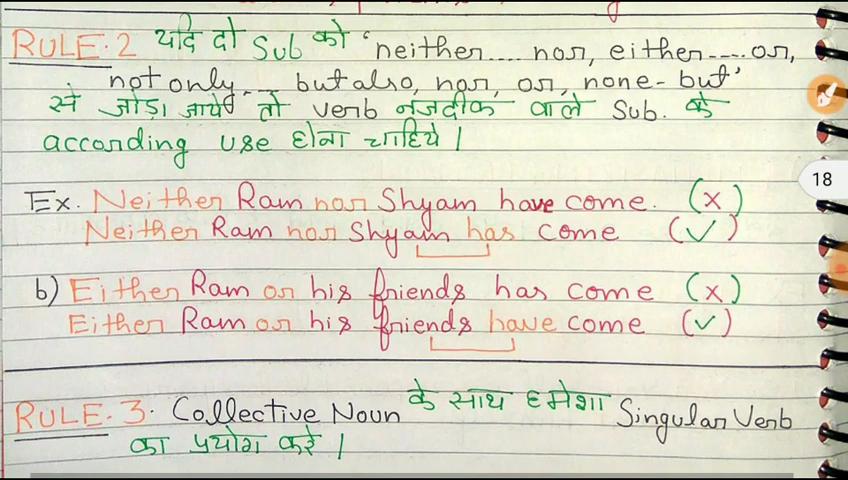 RULE-2 यदि दो Sub को 'neither.... nor, either.... or,
not only... but also, nor, or, none-but'
से जोड़ा जाये तो verb नजदीक वाले Sub. के
according use होना चाहिये।
Ex. Neither Ram nor Shyam have come. (x)
Neither Ram nor Shyam has come (✓)
b) Either Ram or his friends has come (x)
Either Ram or his friends have come (✓)
RULE-3. Collective Noun के साथ हमेशा Singular Verb
का प्रयोग करे।
18